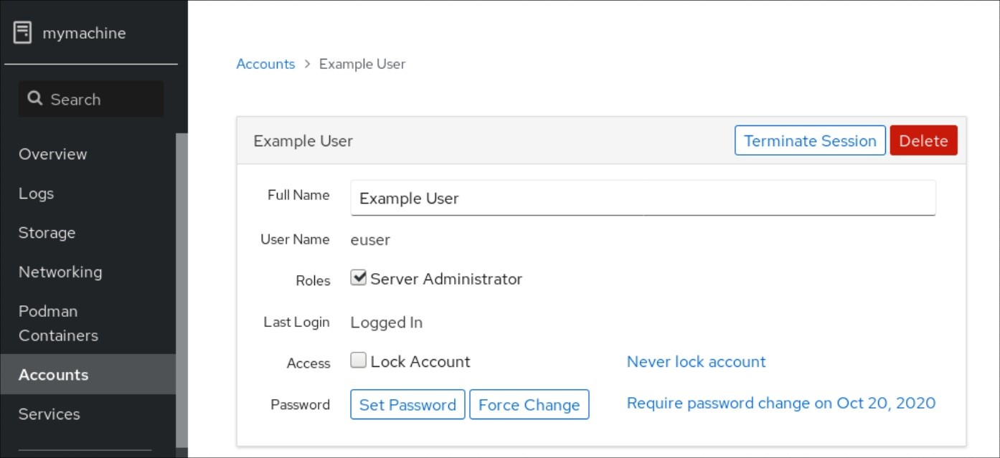 mymachine
Search
Overview
Logs
Storage
Networking
Podman
Containers
Accounts
Services
Accounts > Example User
Example User Terminate Session Delete
Full Name Example User
User Name euser
Roles Server Administrator
Last Login Logged In
Access Lock Account Never lock account
Password Set Password Force Change Require password change on Oct 20, 2020